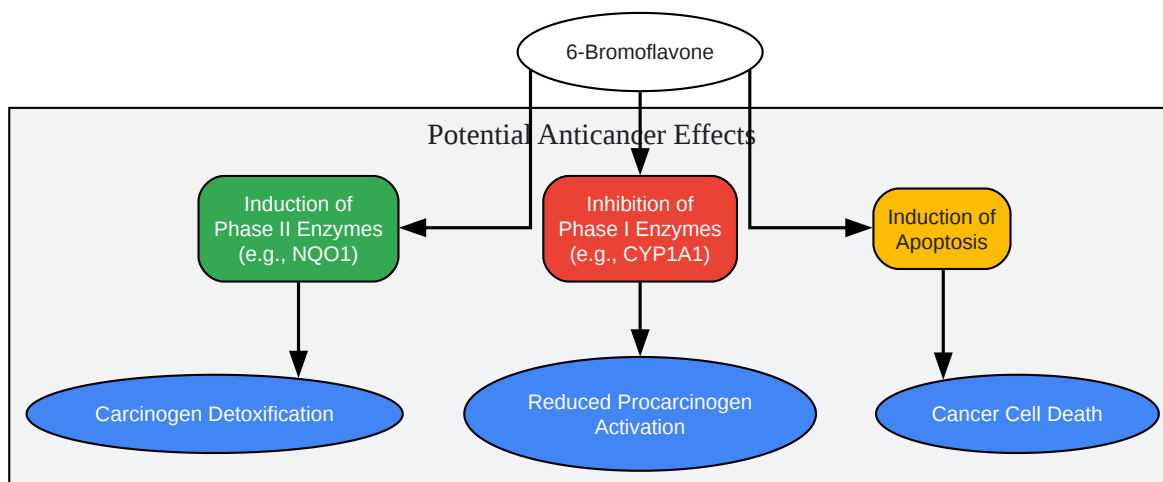 6-Bromoflavone
Potential Anticancer Effects
Induction of
Phase II Enzymes
(e.g., NQO1)
Inhibition of
Phase I Enzymes
(e.g., CYP1A1)
Induction of
Apoptosis
Carcinogen Detoxification
Reduced Procarcinogen
Activation
Cancer Cell Death